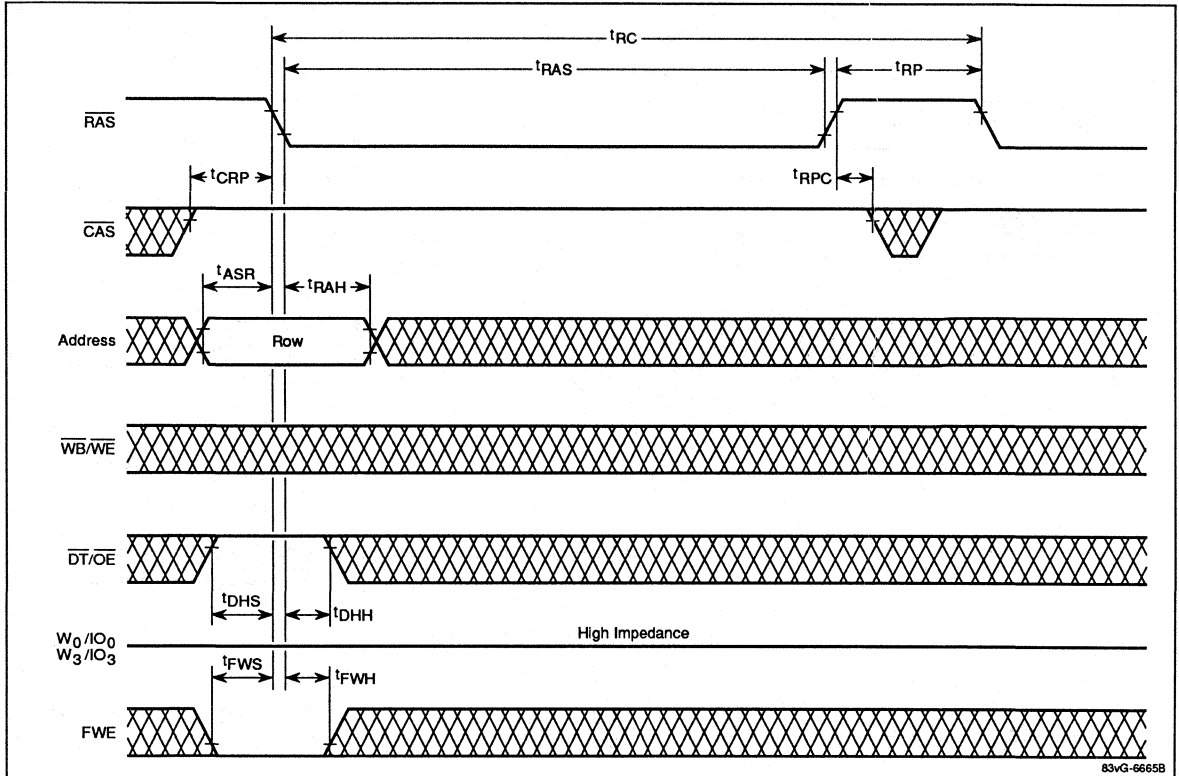 tRC
tRAS
tRP
RAS
tCRP
tRPC
CAS
tASR
tRAH
Address
Row
WB/WE
DT/OE
tDHS
tDHH
W0/IO0
W3/IO3
High Impedance
tFWS
tFWH
FWE
83vG-6665B